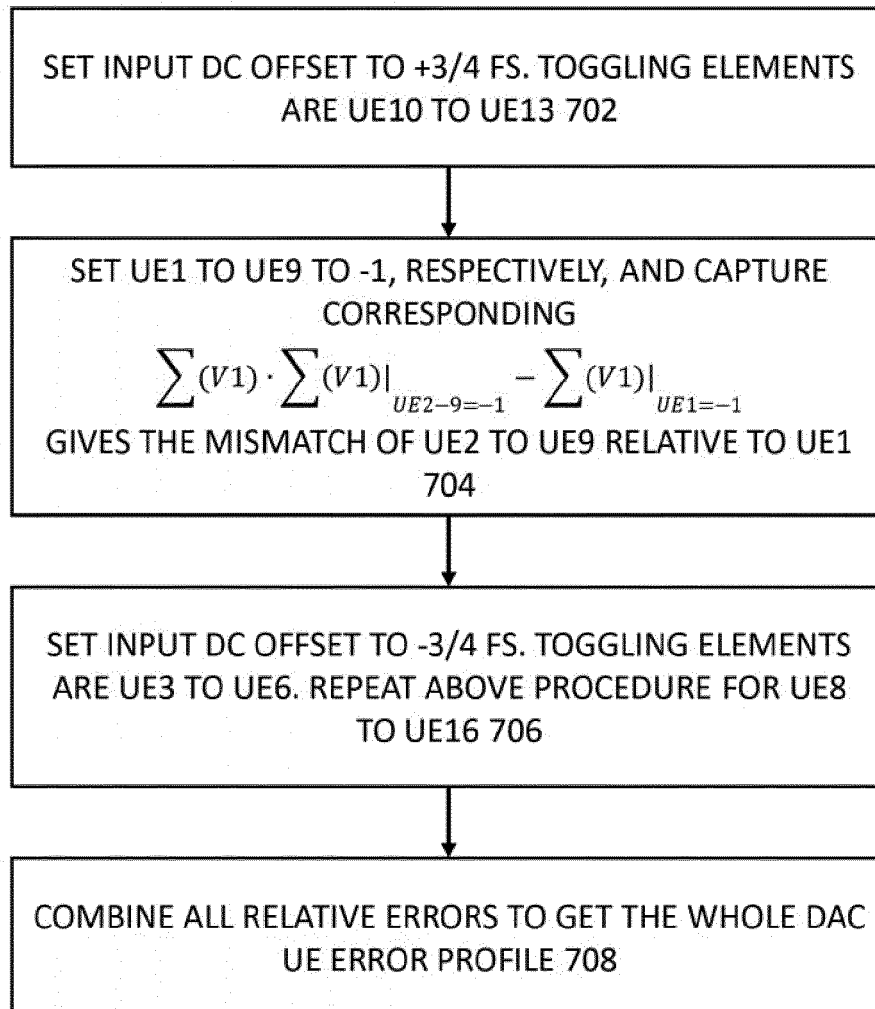 SET INPUT DC OFFSET TO +3/4 FS. TOGGLING ELEMENTS
ARE UE10 TO UE13 702
SET UE1 TO UE9 TO -1, RESPECTIVELY, AND CAPTURE
CORRESPONDING
∑(V1) · ∑(V1)|UE2−9=−1 − ∑(V1)|UE1=−1
GIVES THE MISMATCH OF UE2 TO UE9 RELATIVE TO UE1
704
SET INPUT DC OFFSET TO -3/4 FS. TOGGLING ELEMENTS
ARE UE3 TO UE6. REPEAT ABOVE PROCEDURE FOR UE8
TO UE16 706
COMBINE ALL RELATIVE ERRORS TO GET THE WHOLE DAC
UE ERROR PROFILE 708